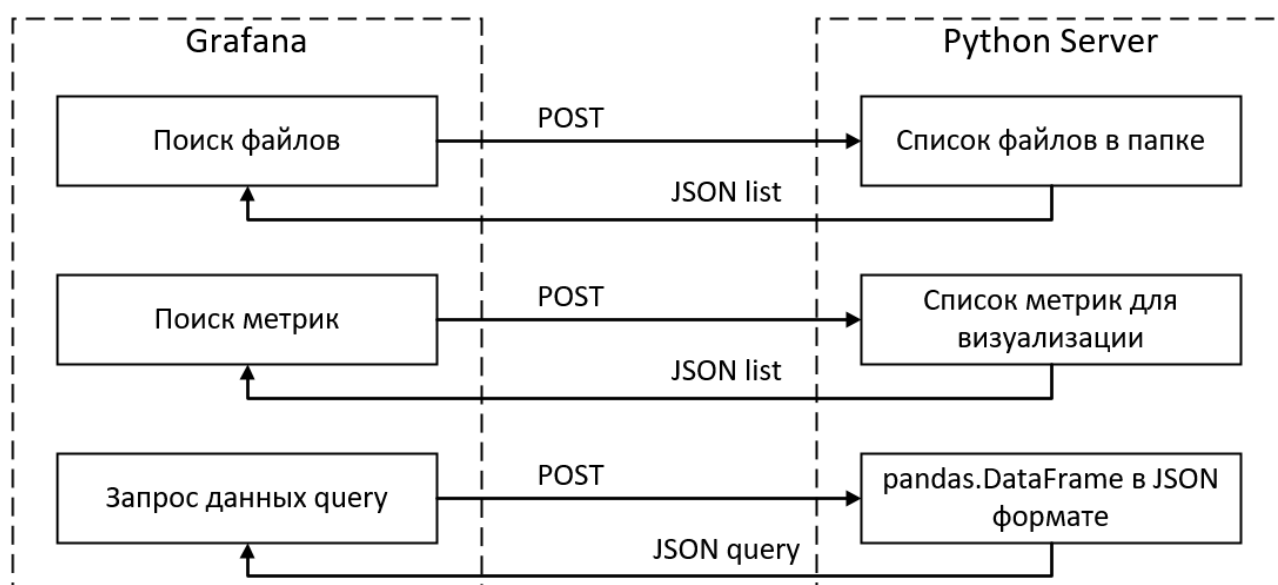 Grafana
Python Server
Поиск файлов
POST
Список файлов в папке
JSON list
Поиск метрик
POST
Список метрик для
визуализации
JSON list
Запрос данных query
POST
pandas.DataFrame в JSON
формате
JSON query